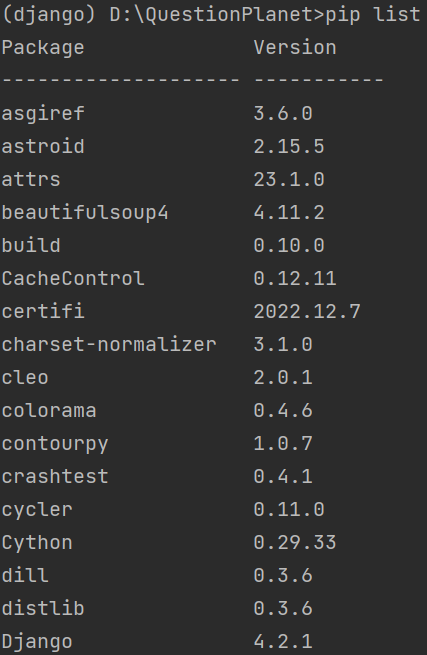 (django) D:\QuestionPlanet>pip list
Package Version
-------------------- -----------
asgiref 3.6.0
astroid 2.15.5
attrs 23.1.0
beautifulsoup4 4.11.2
build 0.10.0
CacheControl 0.12.11
certifi 2022.12.7
charset-normalizer 3.1.0
cleo 2.0.1
colorama 0.4.6
contourpy 1.0.7
crashtest 0.4.1
cycler 0.11.0
Cython 0.29.33
dill 0.3.6
distlib 0.3.6
Django 4.2.1